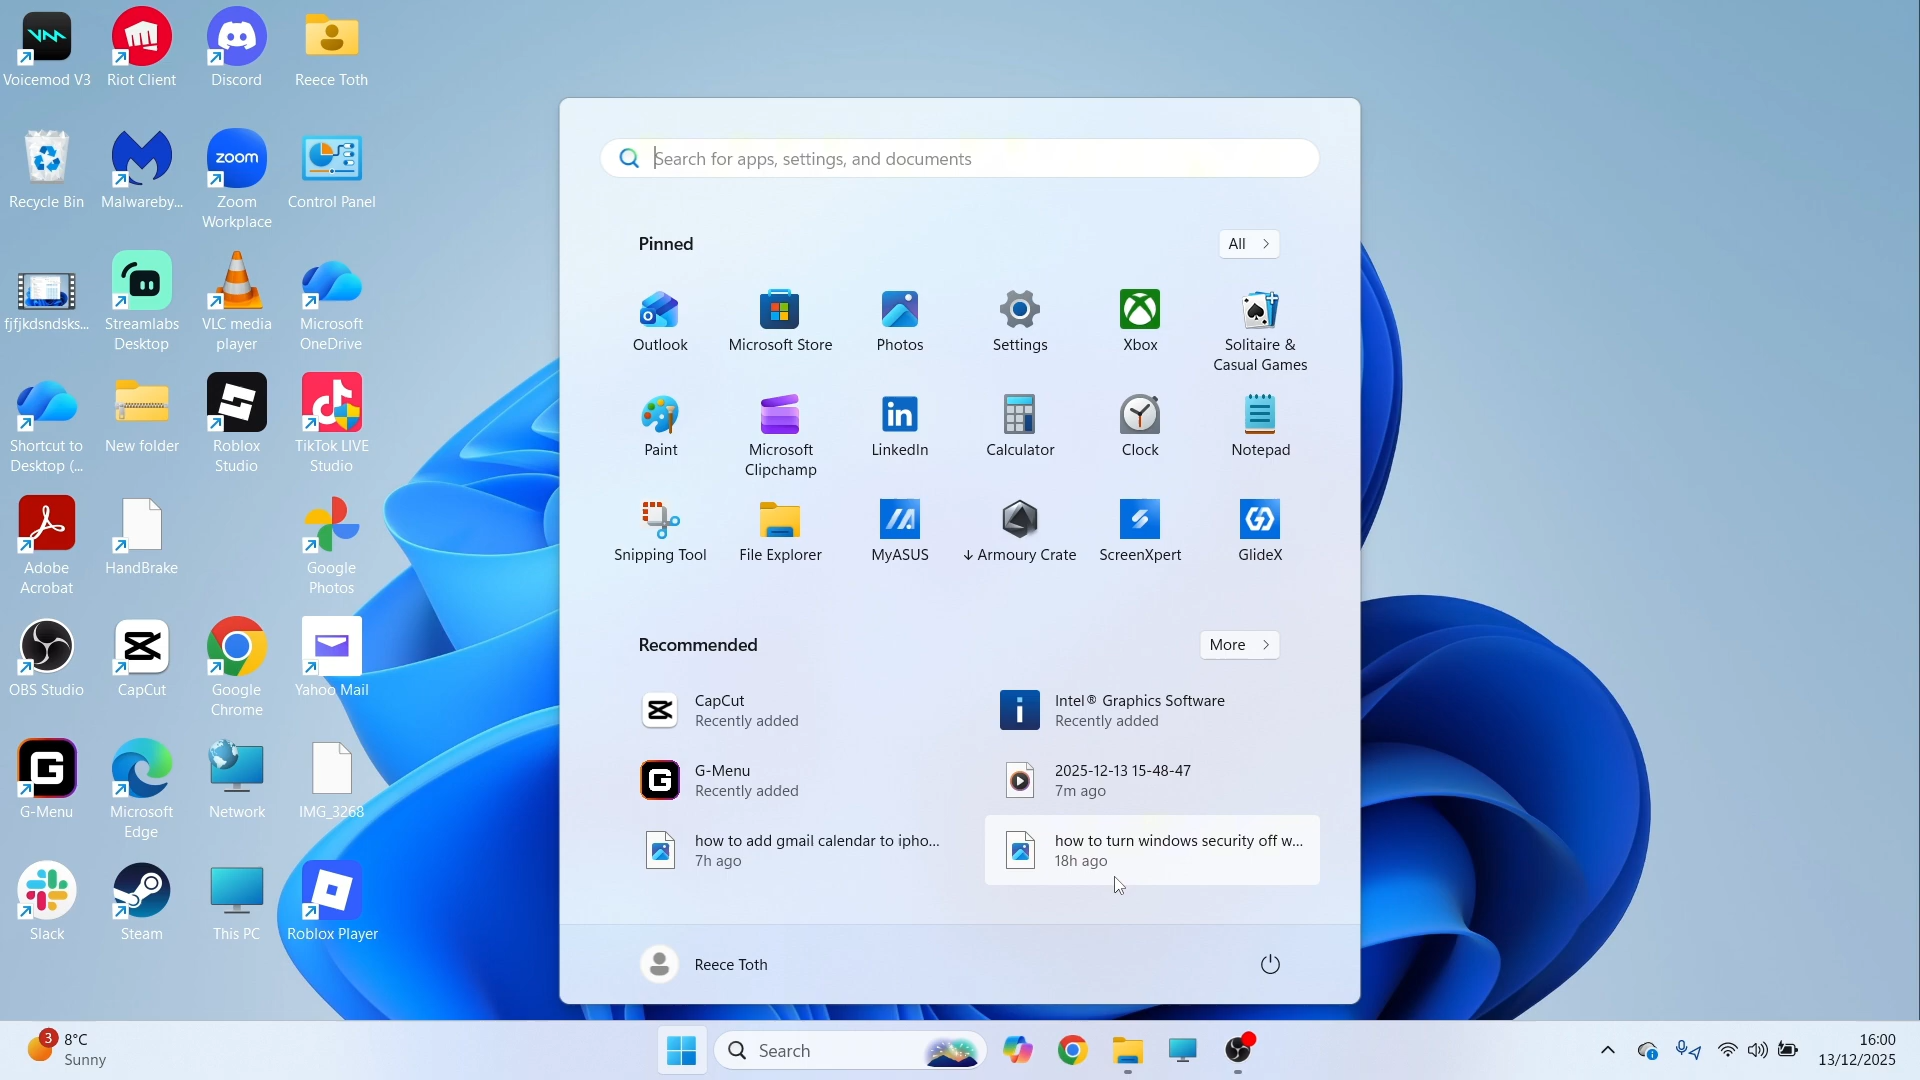 Voicemod V3
Riot Client
Discord
Reece Toth
Recycle Bin
Malwareby...
zoom
Zoom
Workplace
Control Panel
fjfjkdsndsks...
Streamlabs
Desktop
VLC media
player
Microsoft
OneDrive
Shortcut to
Desktop (...
New folder
Roblox
Studio
TikTok LIVE
Studio
Adobe
Acrobat
HandBrake
Google
Photos
OBS Studio
CapCut
Google
Chrome
Yahoo Mail
G-Menu
Microsoft
Edge
Network
IMG_3268
Slack
Steam
This PC
Roblox Player
Search for apps, settings, and documents
Pinned
All
Outlook
Microsoft Store
Photos
Settings
Xbox
Solitaire &
Casual Games
Paint
Microsoft
Clipchamp
LinkedIn
Calculator
Clock
Notepad
Snipping Tool
File Explorer
MyASUS
Armoury Crate
ScreenXpert
GlideX
Recommended
More
CapCut
Recently added
Intel® Graphics Software
Recently added
G-Menu
Recently added
2025-12-13 15-48-47
7m ago
how to add gmail calendar to ipho...
7h ago
how to turn windows security off w...
18h ago
Reece Toth
3
8°C
Sunny
Search
16:00
13/12/2025